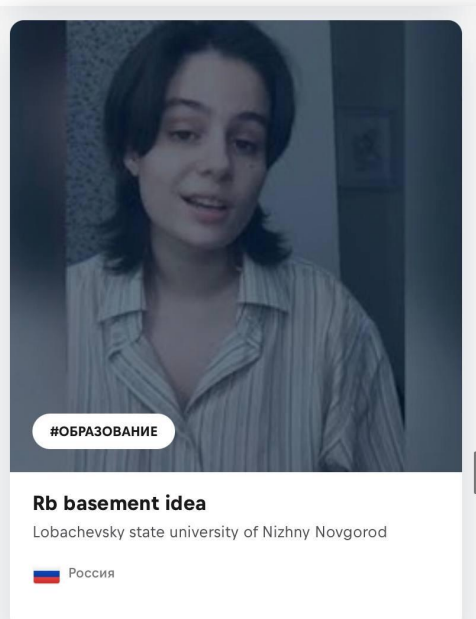 #ОБРАЗОВАНИЕ
Rb basement idea
Lobachevsky state university of Nizhny Novgorod
Россия